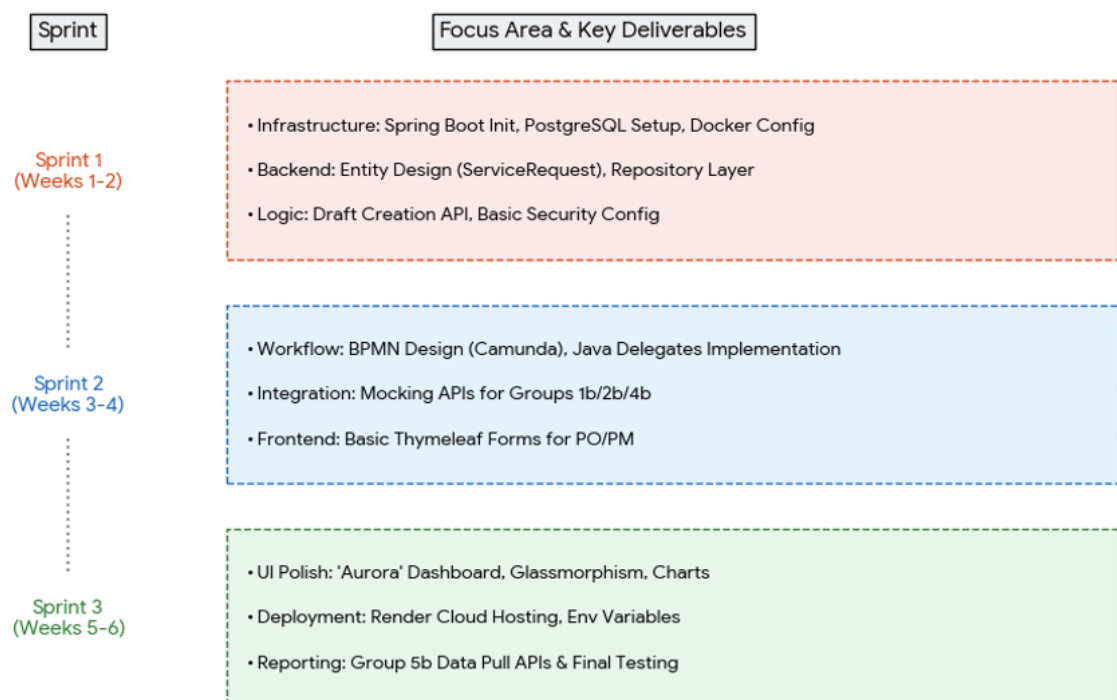 Sprint
Focus Area & Key Deliverables
Sprint 1
(Weeks 1-2)
• Infrastructure: Spring Boot Init, PostgreSQL Setup, Docker Config
• Backend: Entity Design (ServiceRequest), Repository Layer
• Logic: Draft Creation API, Basic Security Config
Sprint 2
(Weeks 3-4)
• Workflow: BPMN Design (Camunda), Java Delegates Implementation
• Integration: Mocking APIs for Groups 1b/2b/4b
• Frontend: Basic Thymeleaf Forms for PO/PM
Sprint 3
(Weeks 5-6)
• UI Polish: 'Aurora' Dashboard, Glassmorphism, Charts
• Deployment: Render Cloud Hosting, Env Variables
• Reporting: Group 5b Data Pull APIs & Final Testing